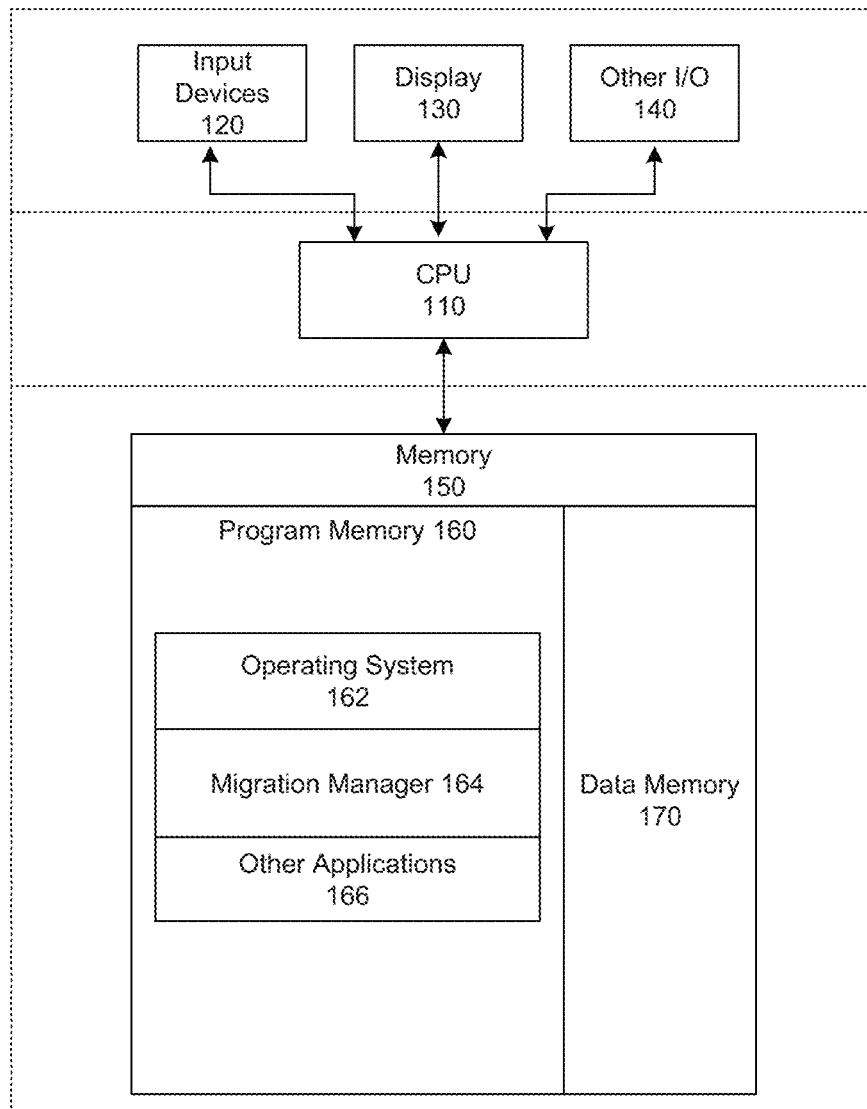 Input
Devices
120
Display
130
Other I/O
140
CPU
110
Memory
150
Program Memory 160
Operating System
162
Migration Manager 164
Other Applications
166
Data Memory
170